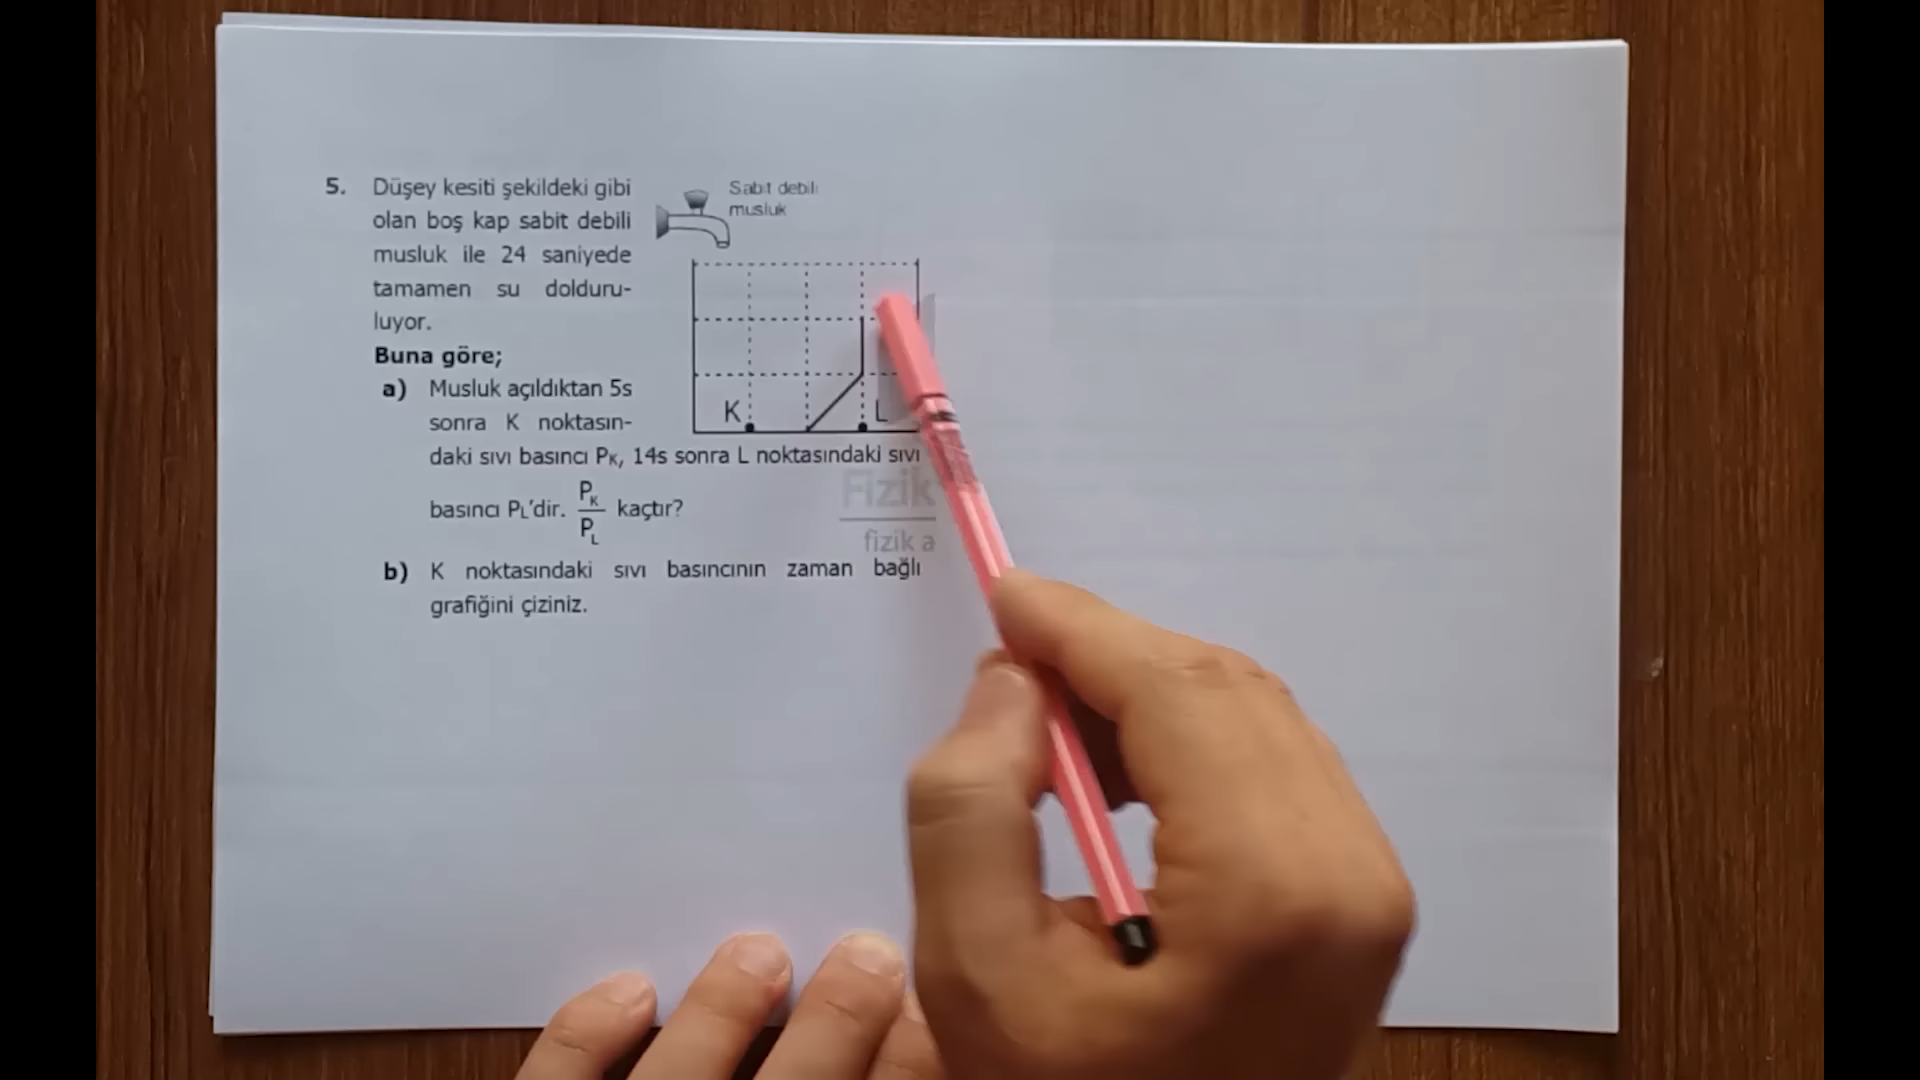 5. Düşey kesiti şekildeki gibi
olan boş kap sabit debili
musluk ile 24 saniyede
tamamen su dolduru-
luyor.
Sabit debili
musluk
Buna göre;
a) Musluk açıldıktan 5s
sonra K noktasın-
daki sıvı basıncı PK, 14s sonra L noktasındaki sıvı
basıncı PL'dir. PK/PL kaçtır?
K
L
Fizik
fizik a
b) K noktasındaki sıvı basıncının zaman bağlı
grafiğini çiziniz.